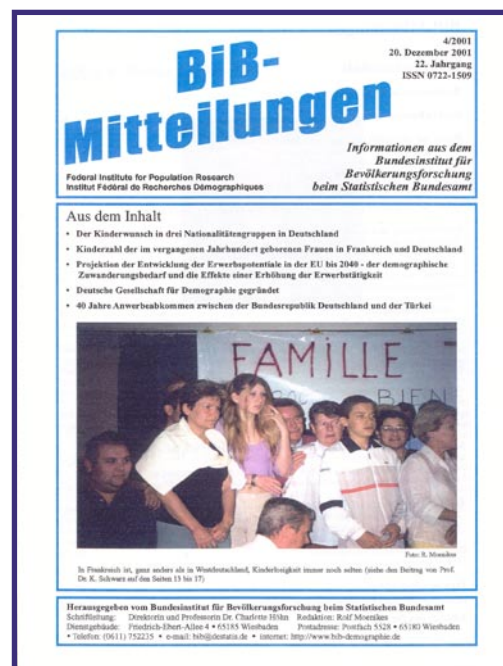 4/2001
20. Dezember 2001
22. Jahrgang
ISSN 0722-1509
BiB-
Mitteilungen
Informationen aus dem
Bundesinstitut für
Bevölkerungsforschung
beim Statistischen Bundesamt
Federal Institute for Population Research
Institut Fédéral de Recherches Démographiques
Aus dem Inhalt
• Der Kinderwunsch in drei Nationalitätengruppen in Deutschland
• Kinderzahl der im vergangenen Jahrhundert geborenen Frauen in Frankreich und Deutschland
• Projektion der Entwicklung der Erwerbspotentiale in der EU bis 2040 - der demographische
Zuwanderungsbedarf und die Effekte einer Erhöhung der Erwerbstätigkeit
• Deutsche Gesellschaft für Demographie gegründet
• 40 Jahre Anwerbeabkommen zwischen der Bundesrepublik Deutschland und der Türkei
FAMILLE
BIEN
Foto: R. Moenikes
In Frankreich ist, ganz anders als in Westdeutschland, Kinderlosigkeit immer noch selten (siehe den Beitrag von Prof.
Dr. K. Schwarz auf den Seiten 13 bis 17)
Herausgegeben vom Bundesinstitut für Bevölkerungsforschung beim Statistischen Bundesamt
Schriftleitung: Direktorin und Professorin Dr. Charlotte Höhn Redaktion: Rolf Moenikes
Dienstgebäude: Friedrich-Ebert-Allee 4 • 65185 Wiesbaden Postadresse: Postfach 5528 • 65180 Wiesbaden
• Telefon: (0611) 752235 • e-mail: bib@destatis.de • internet: http://www.bib-demographie.de